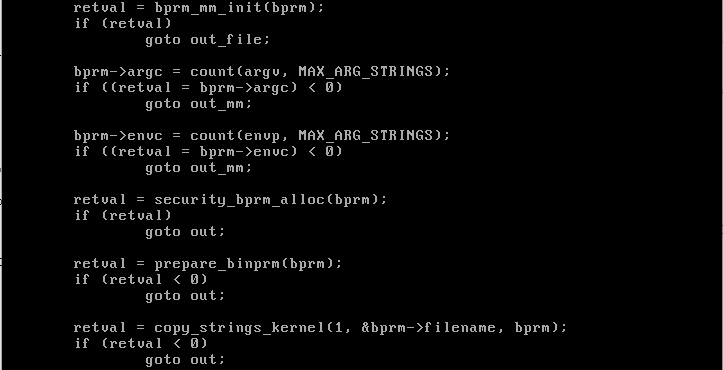 retval = bprm_mm_init(bprm);
if (retval)
goto out_file;
bprm->argc = count(argv, MAX_ARG_STRINGS);
if ((retval = bprm->argc) < 0)
goto out_mm;
bprm->envc = count(envp, MAX_ARG_STRINGS);
if ((retval = bprm->envc) < 0)
goto out_mm;
retval = security_bprm_alloc(bprm);
if (retval)
goto out;
retval = prepare_binprm(bprm);
if (retval < 0)
goto out;
retval = copy_strings_kernel(1, &bprm->filename, bprm);
if (retval < 0)
goto out;